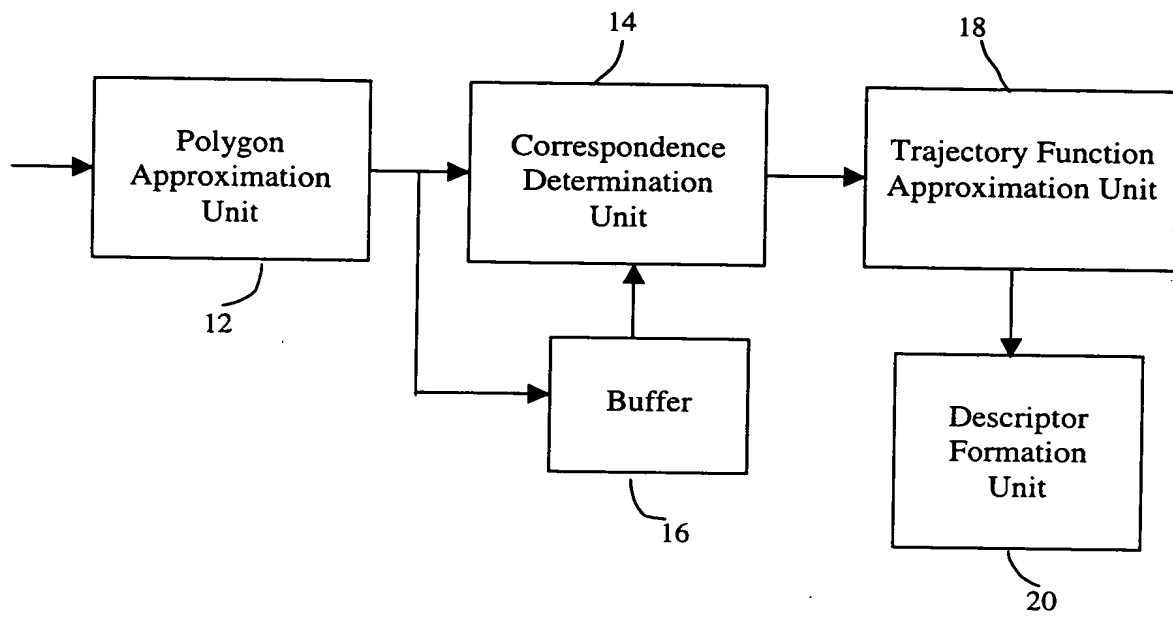 14
18
Polygon
Approximation
Unit
Correspondence
Determination
Unit
Trajectory Function
Approximation Unit
12
Buffer
Descriptor
Formation
Unit
16
20